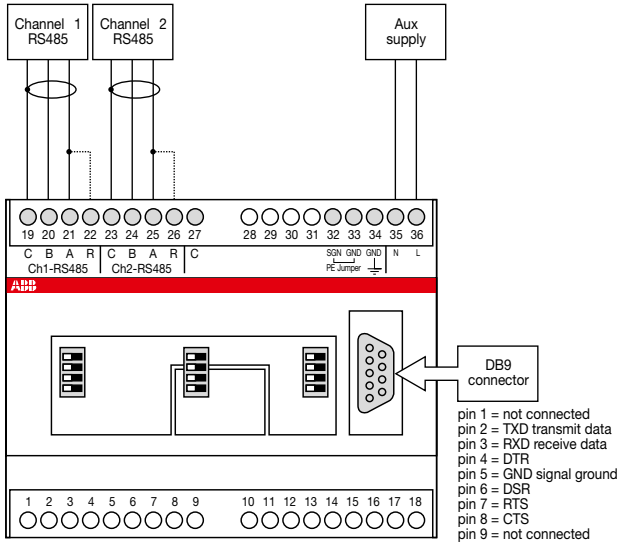 Channel 1
RS485
Channel 2
RS485
Aux
supply
19 20 21 22 23 24 25 26 27 28 29 30 31 32 33 34 35 36
C B A R C B A R C SGN GND GND N L
Ch1-RS485 Ch2-RS485 PE Jumper
ABB
DB9
connector
pin 1 = not connected
pin 2 = TXD transmit data
pin 3 = RXD receive data
pin 4 = DTR
pin 5 = GND signal ground
pin 6 = DSR
pin 7 = RTS
pin 8 = CTS
pin 9 = not connected
1 2 3 4 5 6 7 8 9 10 11 12 13 14 15 16 17 18